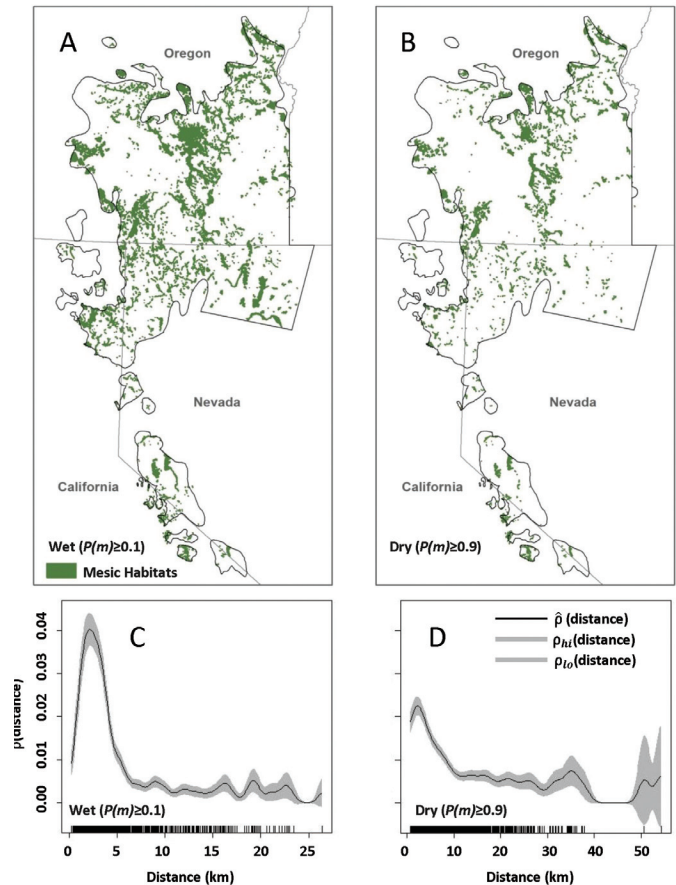 A
Oregon
Nevada
California
Wet (P(m)≥0.1)
Mesic Habitats
B
Oregon
Nevada
California
Dry (P(m)≥0.9)
C
ρ(distance)
0.04
0.03
0.02
0.01
0.00
Wet (P(m)≥0.1)
0 5 10 15 20 25
Distance (km)
D
ρ̂ (distance)
ρhi(distance)
ρlo(distance)
Dry (P(m)≥0.9)
0 10 20 30 40 50
Distance (km)